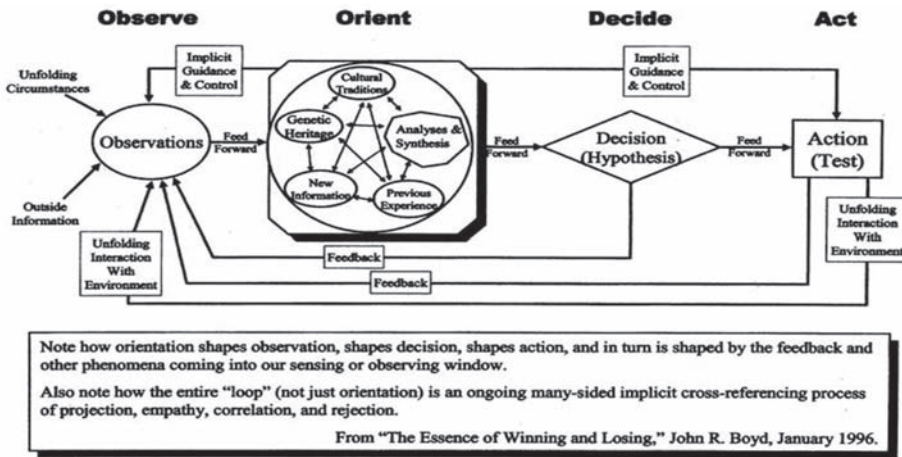 Observe
Orient
Decide
Act
Implicit
Guidance
& Control
Implicit
Guidance
& Control
Unfolding
Circumstances
Observations
Outside
Information
Feed
Forward
Cultural
Traditions
Genetic
Heritage
Analyses &
Synthesis
New
Information
Previous
Experience
Feed
Forward
Decision
(Hypothesis)
Feed
Forward
Action
(Test)
Unfolding
Interaction
With
Environment
Feedback
Feedback
Unfolding
Interaction
With
Environment
Note how orientation shapes observation, shapes decision, shapes action, and in turn is shaped by the feedback and
other phenomena coming into our sensing or observing window.
Also note how the entire “loop” (not just orientation) is an ongoing many-sided implicit cross-referencing process
of projection, empathy, correlation, and rejection.
From “The Essence of Winning and Losing,” John R. Boyd, January 1996.